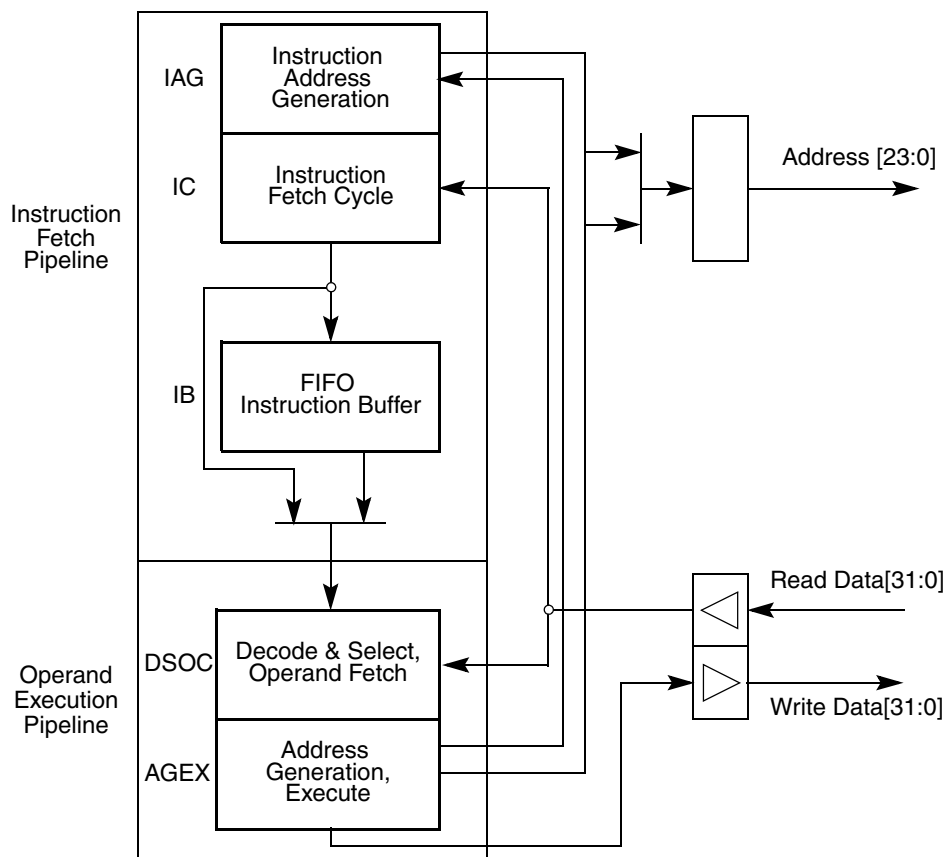 IAG
Instruction
Address
Generation
Address [23:0]
IC
Instruction
Fetch Cycle
Instruction
Fetch
Pipeline
IB
FIFO
Instruction Buffer
Read Data[31:0]
DSOC
Decode & Select,
Operand Fetch
Operand
Execution
Pipeline
Write Data[31:0]
AGEX
Address
Generation,
Execute